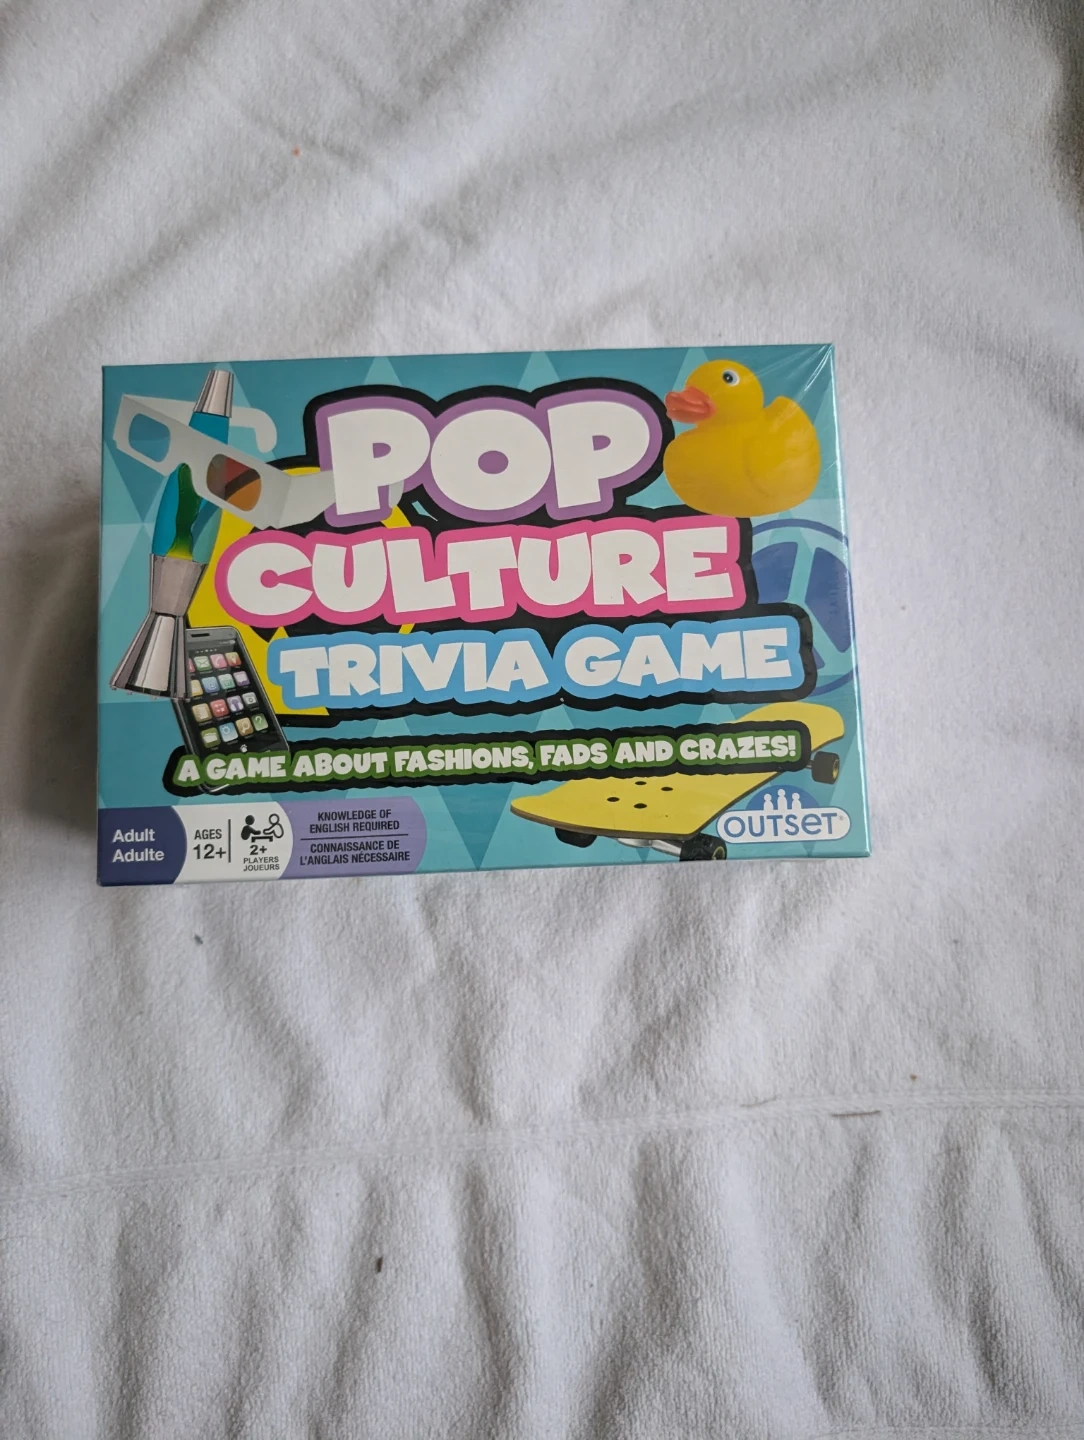 POP
CULTURE
TRIVIA GAME
A GAME ABOUT FASHIONS, FADS AND CRAZES!
Adult
Adulte
AGES
12+
2+
PLAYERS
JOUEURS
KNOWLEDGE OF
ENGLISH REQUIRED
CONNAISSANCE DE
L'ANGLAIS NÉCESSAIRE
OUTSET